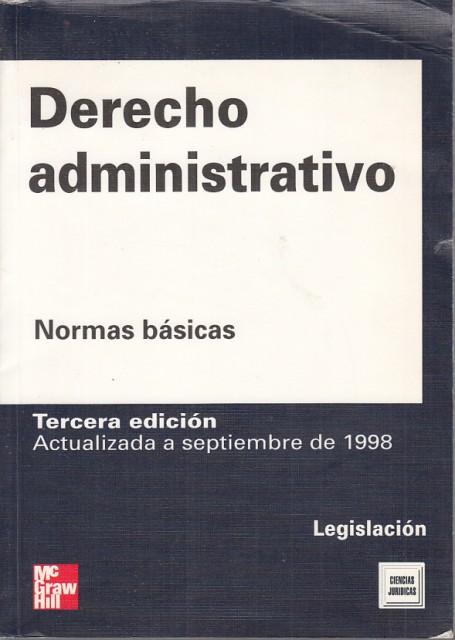 Derecho
administrativo
Normas básicas
Tercera edición
Actualizada a septiembre de 1998
Legislación
Mc
Graw
Hill
CIENCIAS
JURIDICAS